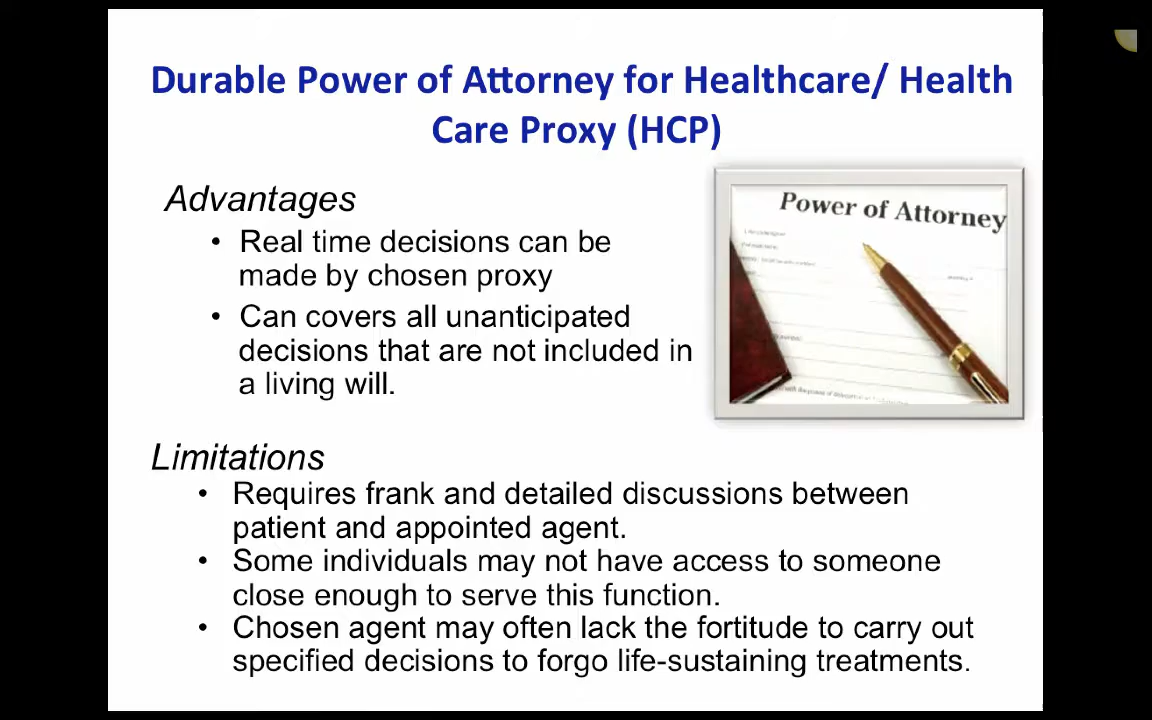 Durable Power of Attorney for Healthcare/ Health
Care Proxy (HCP)
Advantages
• Real time decisions can be
made by chosen proxy
• Can covers all unanticipated
decisions that are not included in
a living will.
Power of Attorney
Limitations
• Requires frank and detailed discussions between
patient and appointed agent.
• Some individuals may not have access to someone
close enough to serve this function.
• Chosen agent may often lack the fortitude to carry out
specified decisions to forgo life-sustaining treatments.